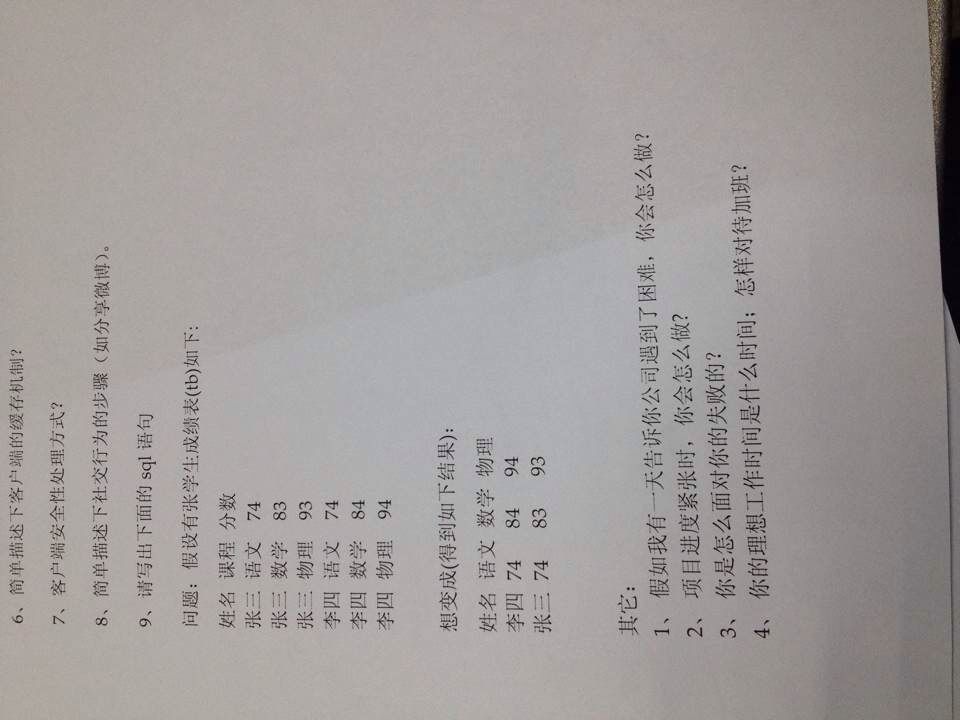 6、简单描述下客户端的缓存机制？
7、客户端安全性处理方式？
8、简单描述下社交行为的步骤（如分享微博）。
9、请写出下面的 sql 语句
问题：假设有张学生成绩表(tb)如下:
姓名 课程 分数
张三 语文 74
张三 数学 83
张三 物理 93
李四 语文 74
李四 数学 84
李四 物理 94
想变成(得到如下结果)：
姓名 语文 数学 物理
李四 74 84 94
张三 74 83 93
其它：
1、 假如我有一天告诉你公司遇到了困难，你会怎么做？
2、 项目进度紧张时，你会怎么做?
3、 你是怎么面对你的失败的？
4、 你的理想工作时间是什么时间；怎样对待加班？